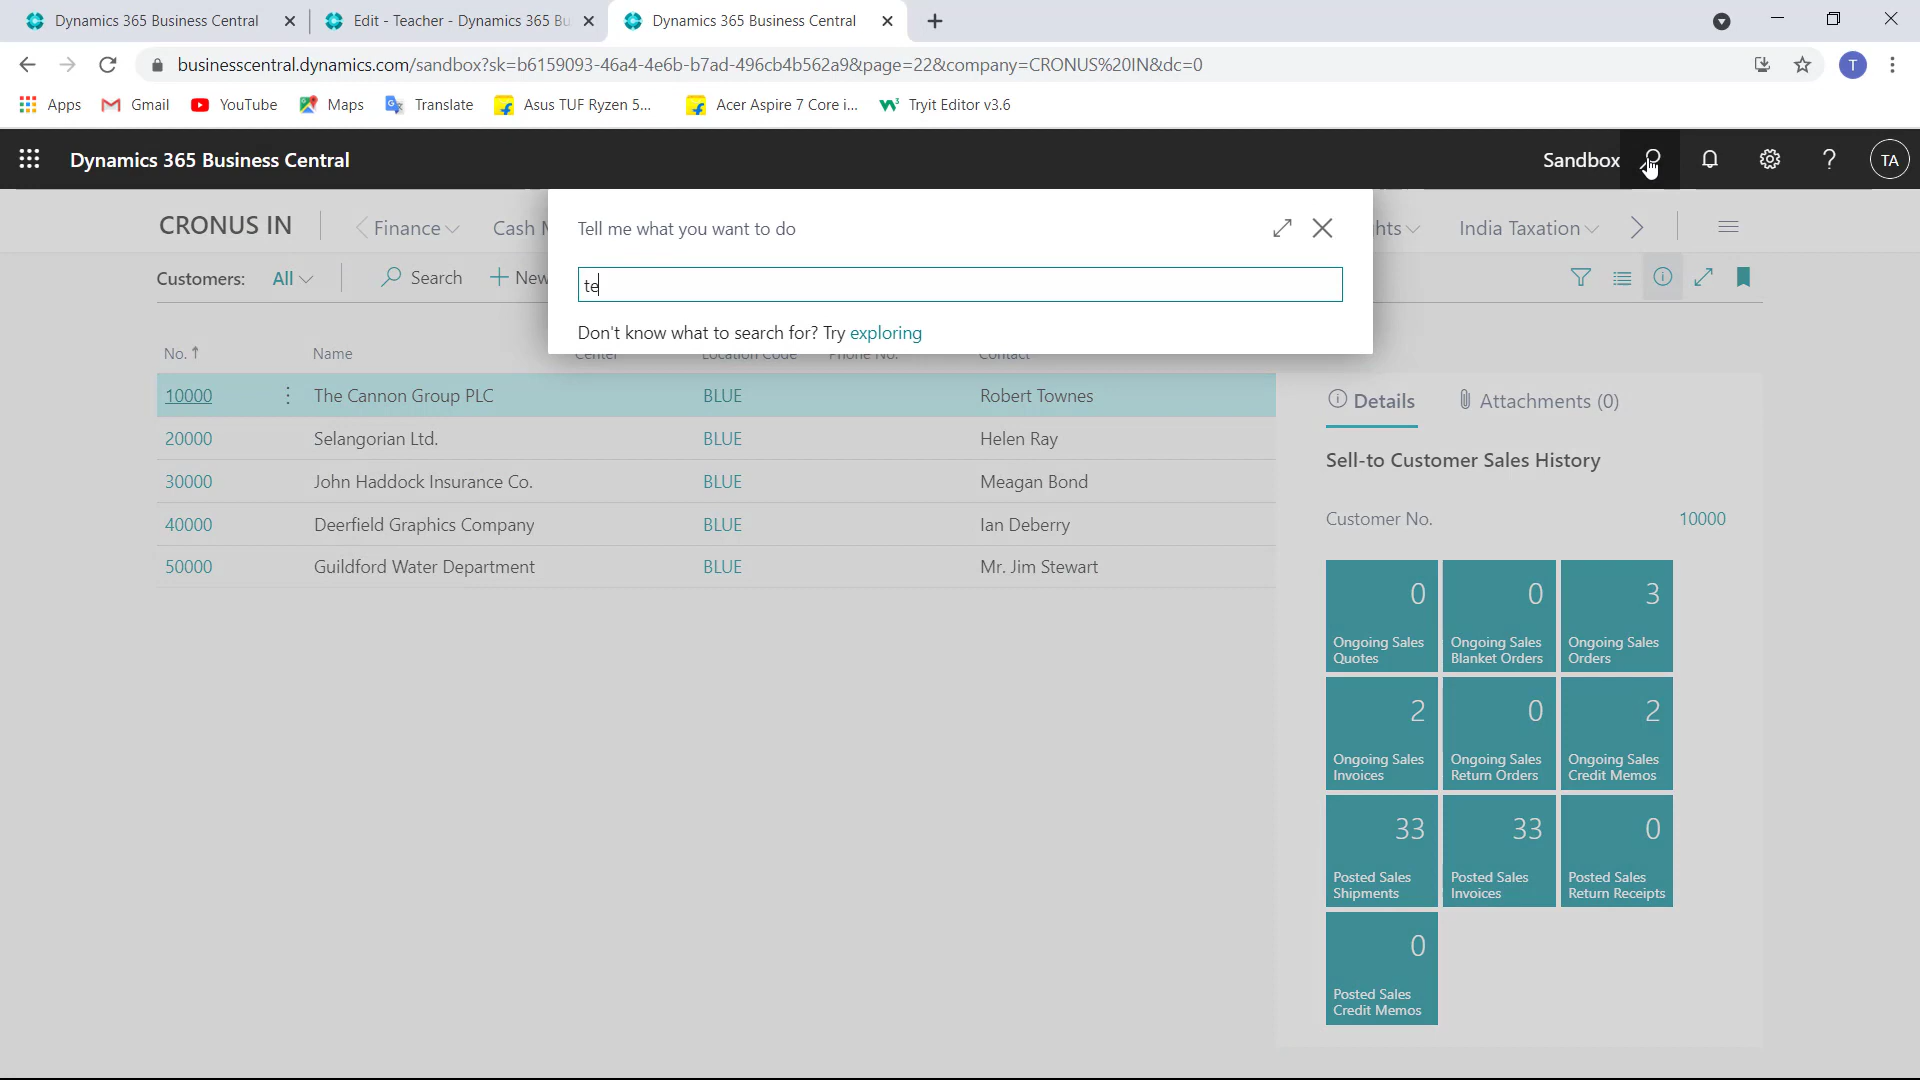 Dynamics 365 Business Central
Edit - Teacher - Dynamics 365 Bu
Dynamics 365 Business Central
businesscentral.dynamics.com/sandbox?sk=b6159093-46a4-4e6b-b7ad-496cb4b562a9&page=22&company=CRONUS%20IN&dc=0
T
Apps
Gmail
YouTube
Maps
Translate
Asus TUF Ryzen 5...
Acer Aspire 7 Core i...
Tryit Editor v3.6
Dynamics 365 Business Central
Sandbox
TA
CRONUS IN
Finance
Cash M
hts
India Taxation
Tell me what you want to do
te
Don't know what to search for? Try exploring
Customers: All
Search
New
No. ↑
Name
Center
Location Code
Phone No.
Contact
10000 The Cannon Group PLC BLUE Robert Townes
20000 Selangorian Ltd. BLUE Helen Ray
30000 John Haddock Insurance Co. BLUE Meagan Bond
40000 Deerfield Graphics Company BLUE Ian Deberry
50000 Guildford Water Department BLUE Mr. Jim Stewart
Details
Attachments (0)
Sell-to Customer Sales History
Customer No. 10000
0
Ongoing Sales
Quotes
0
Ongoing Sales
Blanket Orders
3
Ongoing Sales
Orders
2
Ongoing Sales
Invoices
0
Ongoing Sales
Return Orders
2
Ongoing Sales
Credit Memos
33
Posted Sales
Shipments
33
Posted Sales
Invoices
0
Posted Sales
Return Receipts
0
Posted Sales
Credit Memos